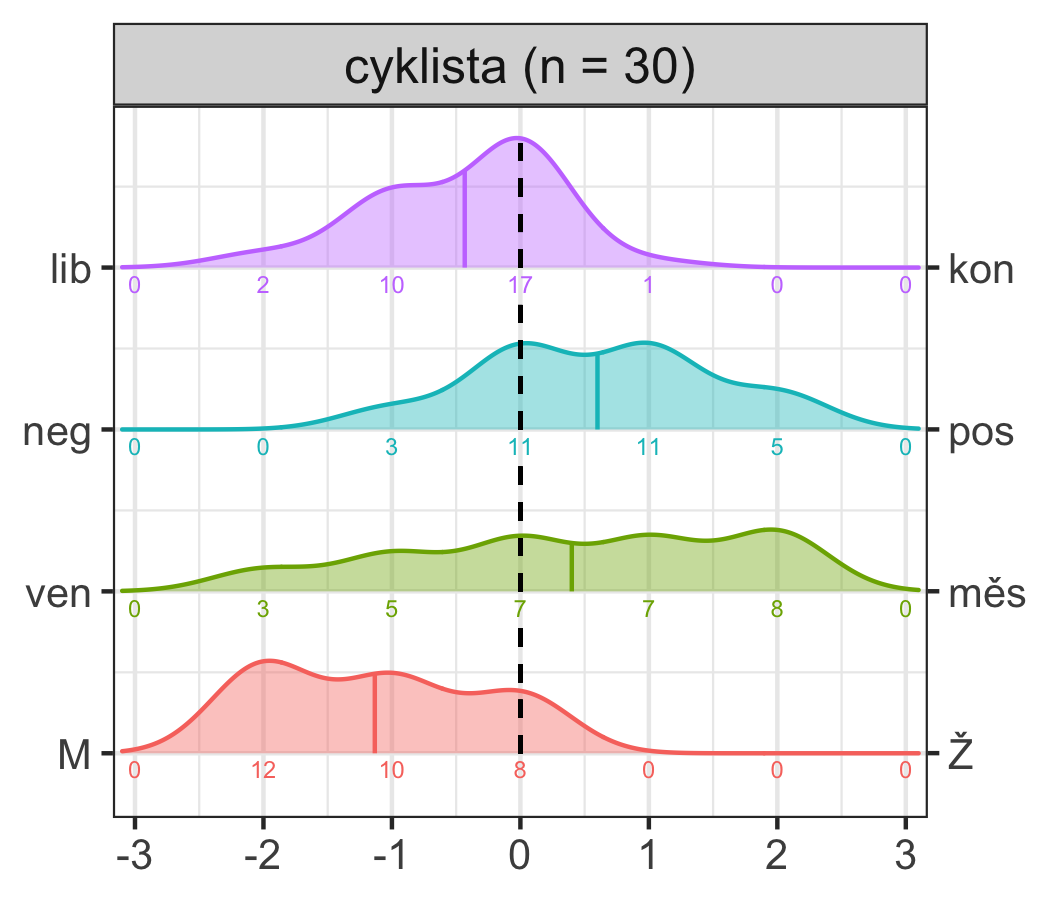 cyklista (n = 30)
lib kon
0 2 10 17 1 0 0
neg pos
0 0 3 11 11 5 0
ven měs
0 3 5 7 7 8 0
M Ž
0 12 10 8 0 0 0
-3 -2 -1 0 1 2 3